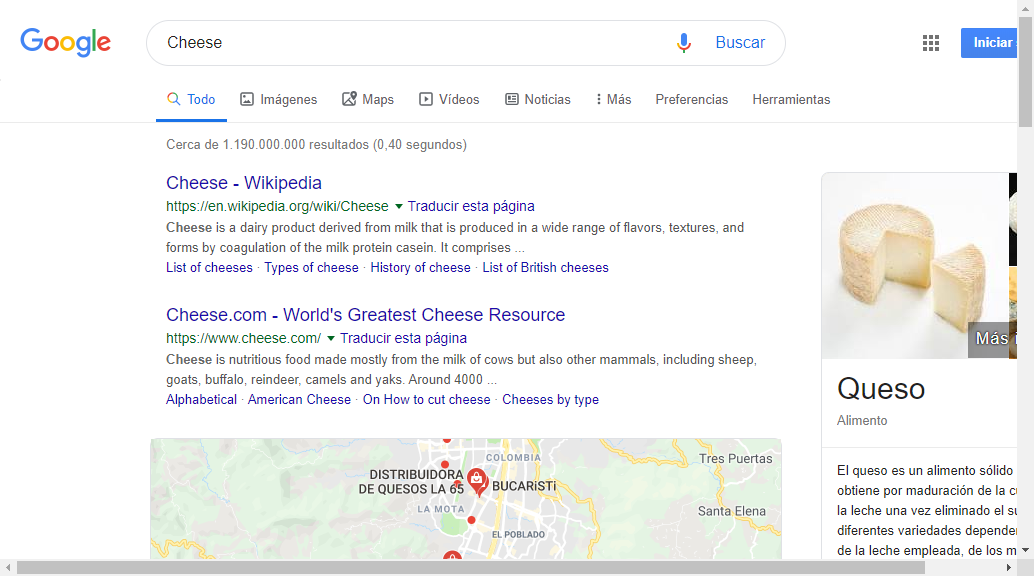 Google
Cheese
Buscar
Iniciar
Todo
Imágenes
Maps
Vídeos
Noticias
Más
Preferencias
Herramientas
Cerca de 1.190.000.000 resultados (0,40 segundos)
Cheese - Wikipedia
https://en.wikipedia.org/wiki/Cheese Traducir esta página
Cheese is a dairy product derived from milk that is produced in a wide range of flavors, textures, and
forms by coagulation of the milk protein casein. It comprises ...
List of cheeses · Types of cheese · History of cheese · List of British cheeses
Cheese.com - World's Greatest Cheese Resource
https://www.cheese.com/ Traducir esta página
Cheese is nutritious food made mostly from the milk of cows but also other mammals, including sheep,
goats, buffalo, reindeer, camels and yaks. Around 4000 ...
Alphabetical · American Cheese · On How to cut cheese · Cheeses by type
COLOMBIA
Tres Puertas
DISTRIBUIDORA
DE QUESOS LA 65
BUCARiSTi
LA MOTA
Santa Elena
EL POBLADO
Más
Queso
Alimento
El queso es un alimento sólido
obtiene por maduración de la
la leche una vez eliminado el
diferentes variedades
de la leche empleada, de los